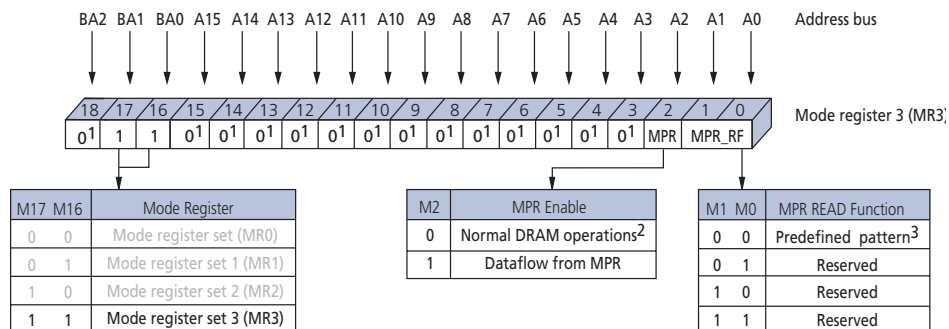 BA2 BA1 BA0 A15 A14 A13 A12 A11 A10 A9 A8 A7 A6 A5 A4 A3 A2 A1 A0 Address bus
18 17 16 15 14 13 12 11 10 9 8 7 6 5 4 3 2 1 0
Mode register 3 (MR3)
0¹ 1 1 0¹ 0¹ 0¹ 0¹ 0¹ 0¹ 0¹ 0¹ 0¹ 0¹ 0¹ 0¹ 0¹ MPR MPR_RF
M17 M16 Mode Register
0 0 Mode register set (MR0)
0 1 Mode register set 1 (MR1)
1 0 Mode register set 2 (MR2)
1 1 Mode register set 3 (MR3)
M2 MPR Enable
0 Normal DRAM operations²
1 Dataflow from MPR
M1 M0 MPR READ Function
0 0 Predefined pattern³
0 1 Reserved
1 0 Reserved
1 1 Reserved